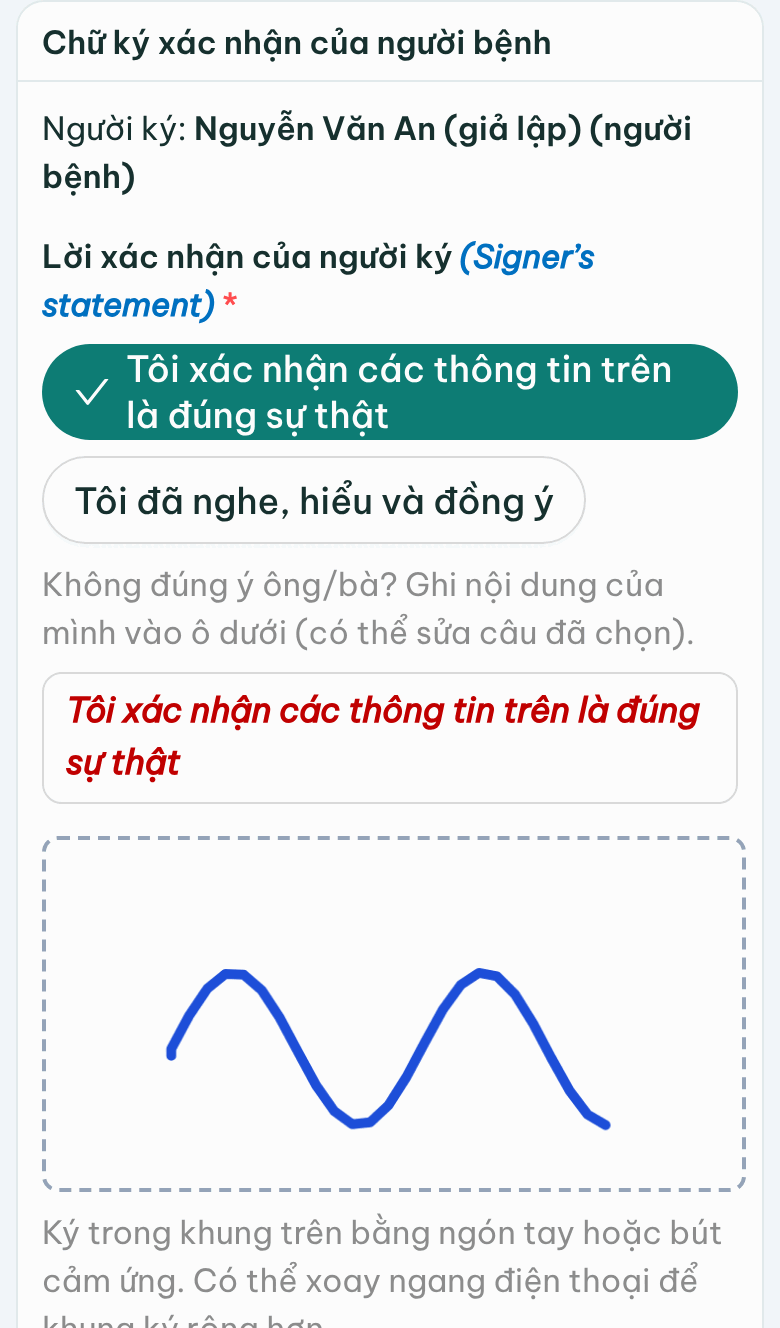 Chữ ký xác nhận của người bệnh
Người ký: Nguyễn Văn An (giả lập) (người
bệnh)
Lời xác nhận của người ký (Signer’s
statement) *
Tôi xác nhận các thông tin trên
là đúng sự thật
Tôi đã nghe, hiểu và đồng ý
Không đúng ý ông/bà? Ghi nội dung của
mình vào ô dưới (có thể sửa câu đã chọn).
Tôi xác nhận các thông tin trên là đúng
sự thật
Ký trong khung trên bằng ngón tay hoặc bút
cảm ứng. Có thể xoay ngang điện thoại để
khung ký rộng hơn